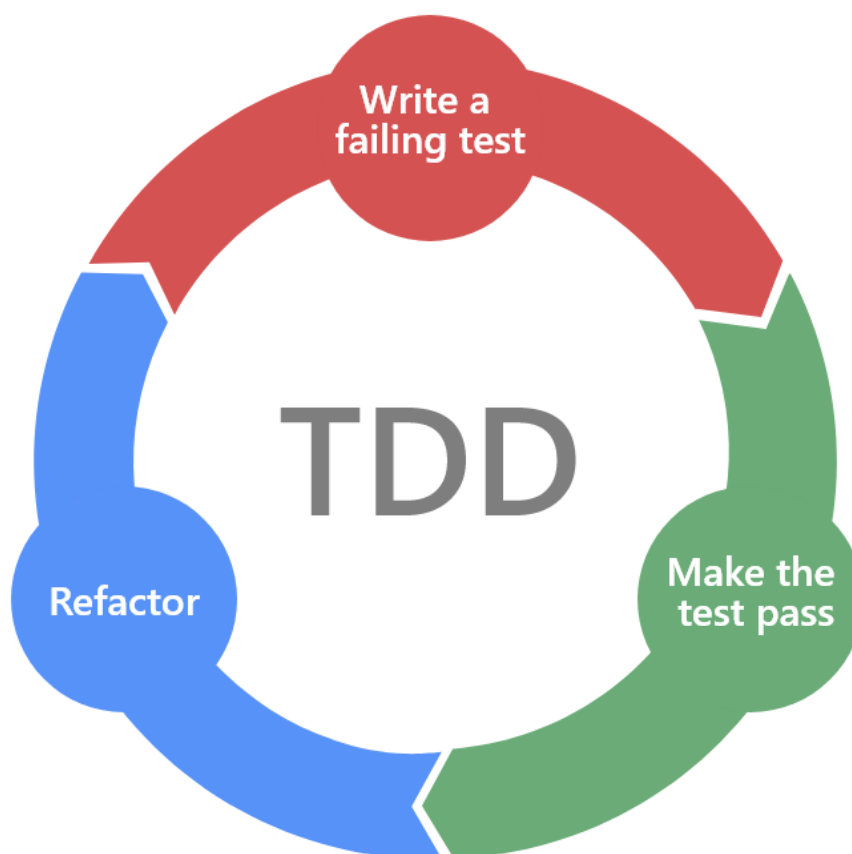 Write a
failing test
TDD
Make the
test pass
Refactor